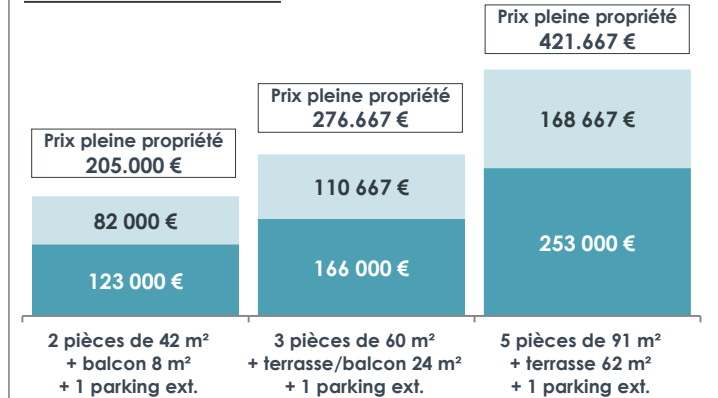 Prix pleine propriété
421.667 €
Prix pleine propriété
276.667 €
Prix pleine propriété
205.000 €
168 667 €
110 667 €
82 000 €
253 000 €
166 000 €
123 000 €
2 pièces de 42 m²
+ balcon 8 m²
+ 1 parking ext.
3 pièces de 60 m²
+ terrasse/balcon 24 m²
+ 1 parking ext.
5 pièces de 91 m²
+ terrasse 62 m²
+ 1 parking ext.